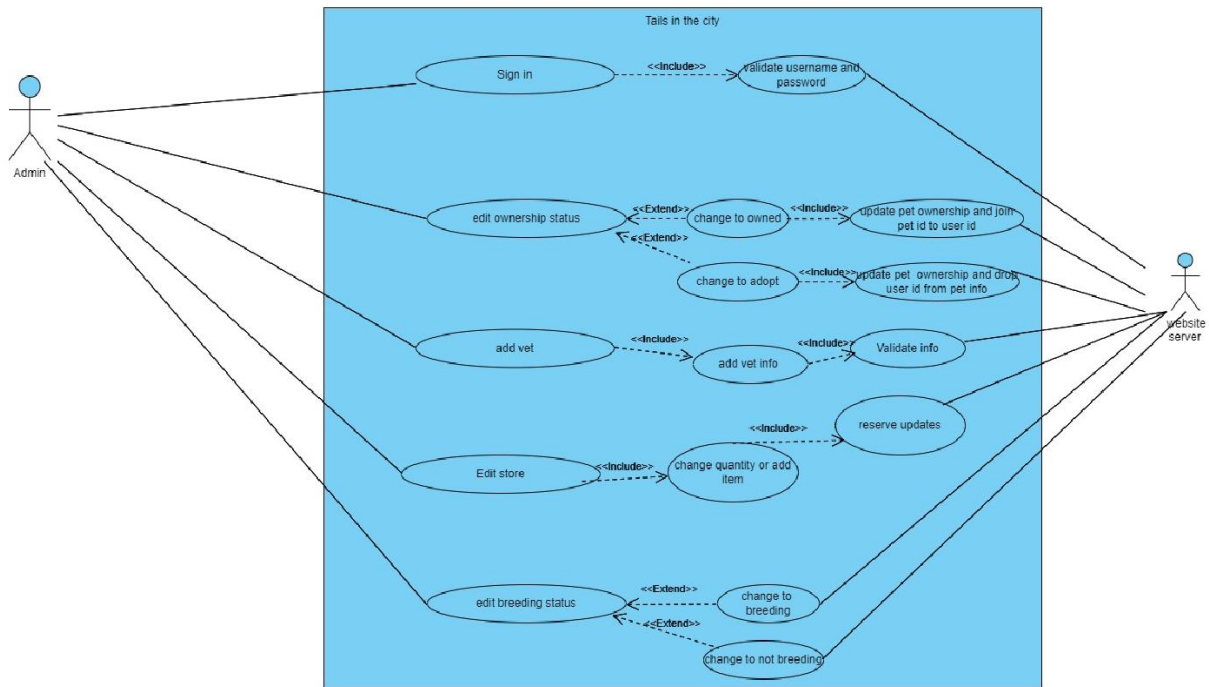 Tails in the city
Sign in
<<Include>>
validate username and
password
Admin
edit ownership status
<<Extend>>
change to owned
<<Include>>
update pet ownership and join
pet id to user id
<<Extend>>
change to adopt
<<Include>>
update pet ownership and drop
user id from pet info
website
server
add vet
<<Include>>
add vet info
<<Include>>
Validate info
Edit store
<<Include>>
change quantity or add
item
<<Include>>
reserve updates
edit breeding status
<<Extend>>
change to
breeding
<<Extend>>
change to not breeding